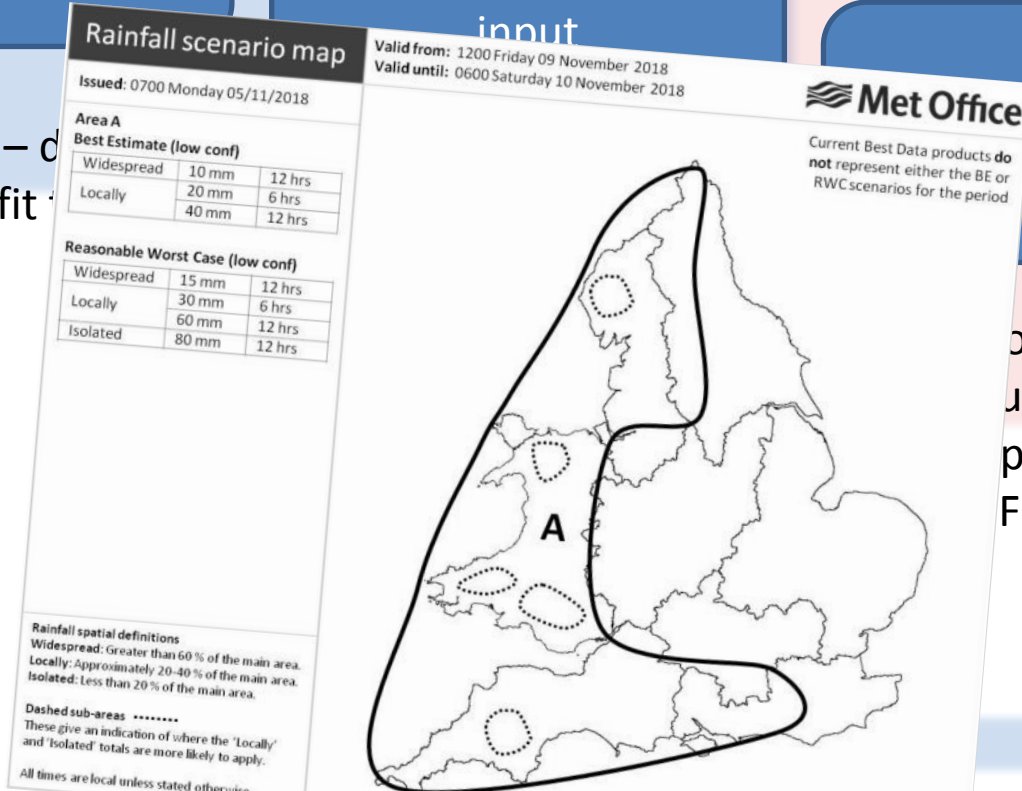 input
Rainfall scenario map
Valid from: 1200 Friday 09 November 2018
Valid until: 0600 Saturday 10 November 2018
Issued: 0700 Monday 05/11/2018
Met Office
Current Best Data products do
not represent either the BE or
RWC scenarios for the period
Area A
Best Estimate (low conf)
Widespread 10 mm 12 hrs
Locally 20 mm 6 hrs
40 mm 12 hrs
Reasonable Worst Case (low conf)
Widespread 15 mm 12 hrs
Locally 30 mm 6 hrs
60 mm 12 hrs
Isolated 80 mm 12 hrs
A
Rainfall spatial definitions
Widespread: Greater than 60 % of the main area.
Locally: Approximately 20-40 % of the main area.
Isolated: Less than 20 % of the main area.
Dashed sub-areas ........
These give an indication of where the 'Locally'
and 'Isolated' totals are more likely to apply.
All times are local unless stated otherwise
– d
fit
p
F